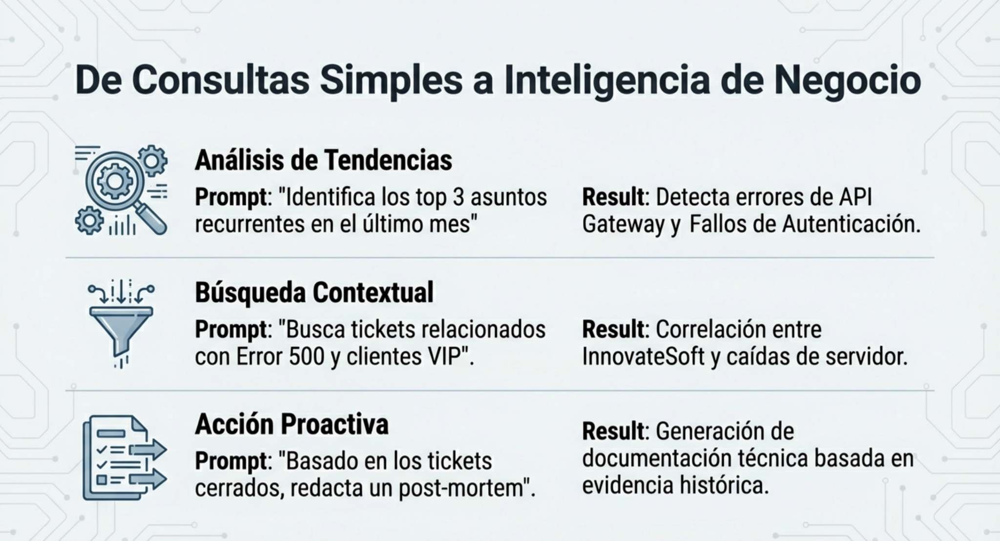 De Consultas Simples a Inteligencia de Negocio
Análisis de Tendencias
Prompt: "Identifica los top 3 asuntos
recurrentes en el último mes"
Result: Detecta errores de API
Gateway y Fallos de Autenticación.
Búsqueda Contextual
Prompt: "Busca tickets relacionados
con Error 500 y clientes VIP".
Result: Correlación entre
InnovateSoft y caídas de servidor.
Acción Proactiva
Prompt: "Basado en los tickets
cerrados, redacta un post-mortem".
Result: Generación de
documentación técnica basada en
evidencia histórica.